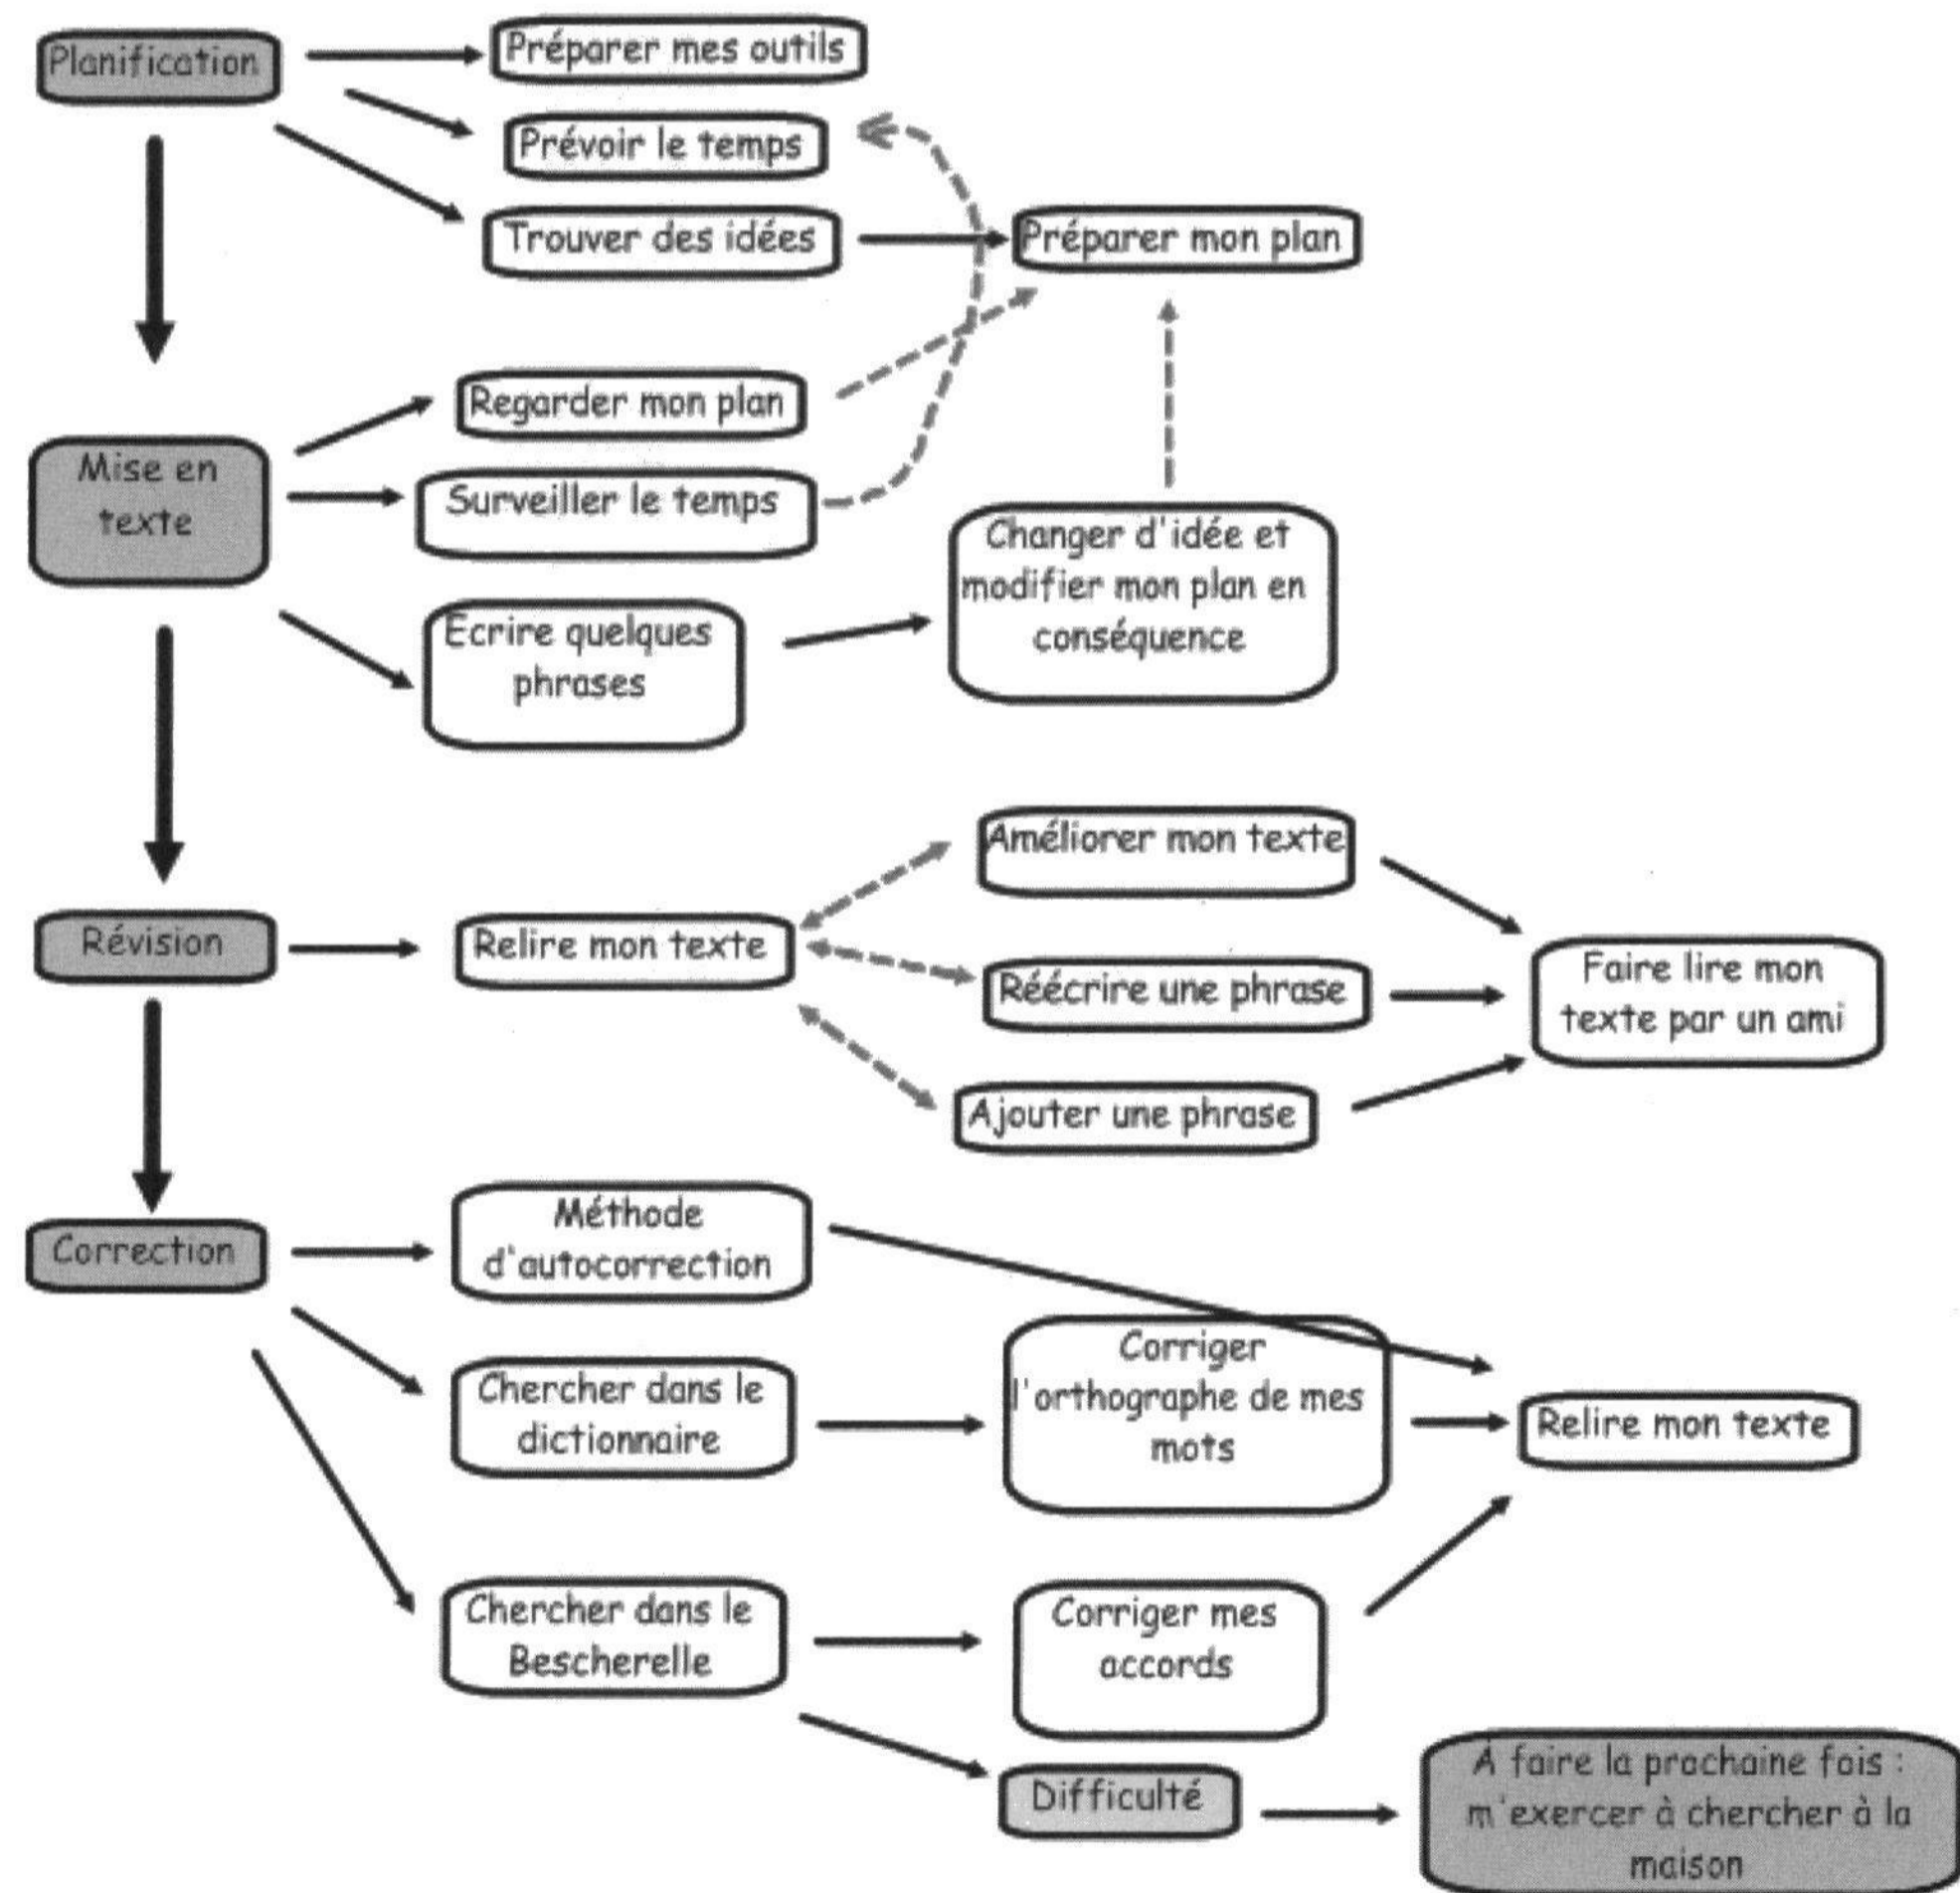 Planification
Préparer mes outils
Prévoir le temps
Trouver des idées
Préparer mon plan
Mise en
texte
Regarder mon plan
Surveiller le temps
Ecrire quelques
phrases
Changer d'idée et
modifier mon plan en
conséquence
Révision
Relire mon texte
Améliorer mon texte
Réécrire une phrase
Ajouter une phrase
Faire lire mon
texte par un ami
Correction
Méthode
d'autocorrection
Chercher dans le
dictionnaire
Corriger
l'orthographe de mes
mots
Relire mon texte
Chercher dans le
Bescherelle
Corriger mes
accords
Difficulté
À faire la prochaine fois :
m'exercer à chercher à la
maison